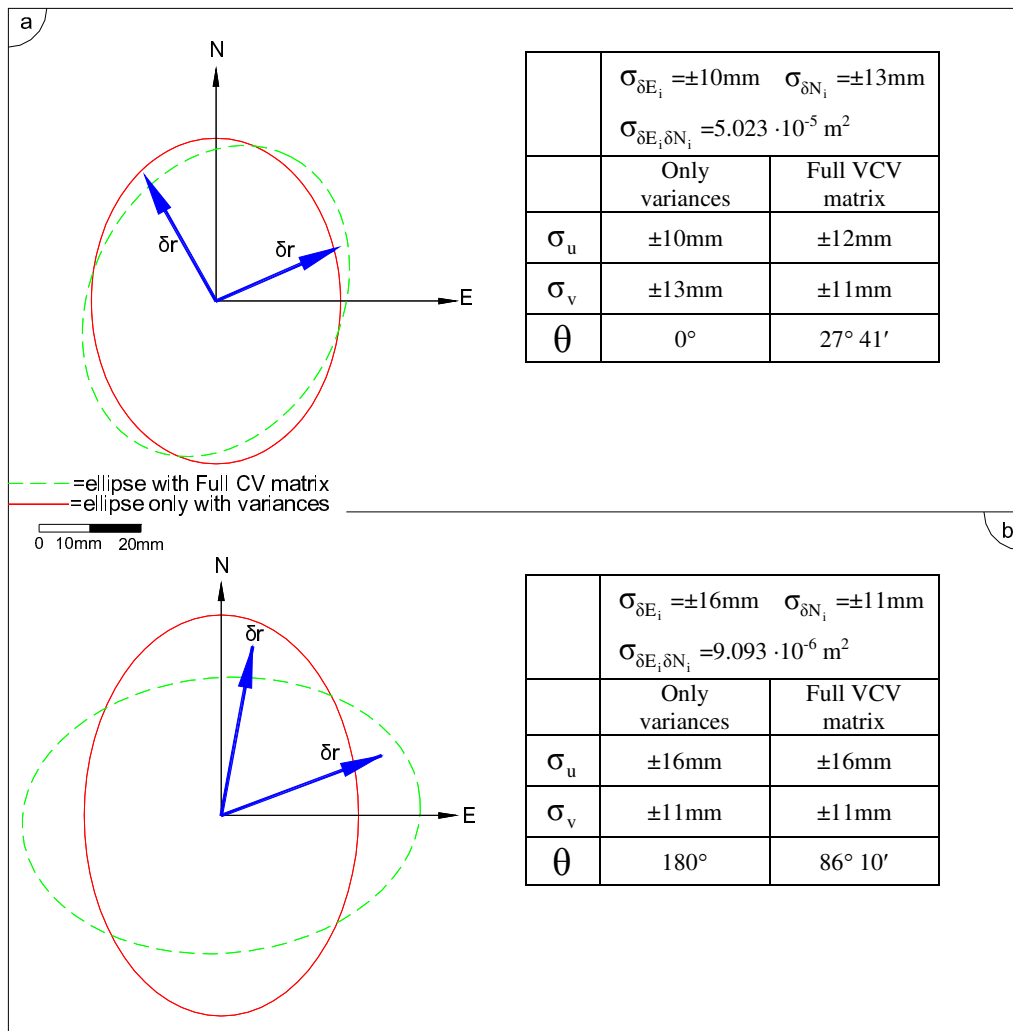 a
N
E
δr
δr
σδEᵢ =±10mm σδNᵢ =±13mm
σδEᵢδNᵢ =5.023 ·10⁻⁵ m²
Only variances
Full VCV matrix
σᵤ ±10mm ±12mm
σᵥ ±13mm ±11mm
θ 0° 27° 41′
=ellipse with Full CV matrix
=ellipse only with variances
0 10mm 20mm
b
N
E
δr
δr
σδEᵢ =±16mm σδNᵢ =±11mm
σδEᵢδNᵢ =9.093 ·10⁻⁶ m²
Only variances
Full VCV matrix
σᵤ ±16mm ±16mm
σᵥ ±11mm ±11mm
θ 180° 86° 10′